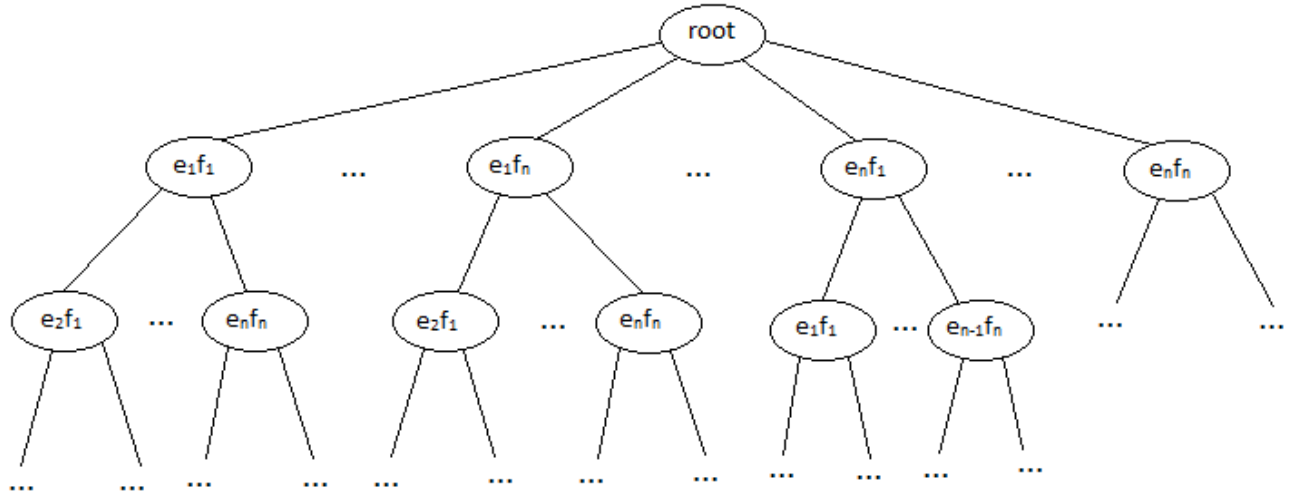 root
e₁f₁ ... e₁fₙ ... eₙf₁ ... eₙfₙ
e₂f₁ ... eₙfₙ e₂f₁ ... eₙfₙ e₁f₁ ... eₙ₋₁fₙ ... ...
... ... ... ... ... ... ... ... ... ... ... ...